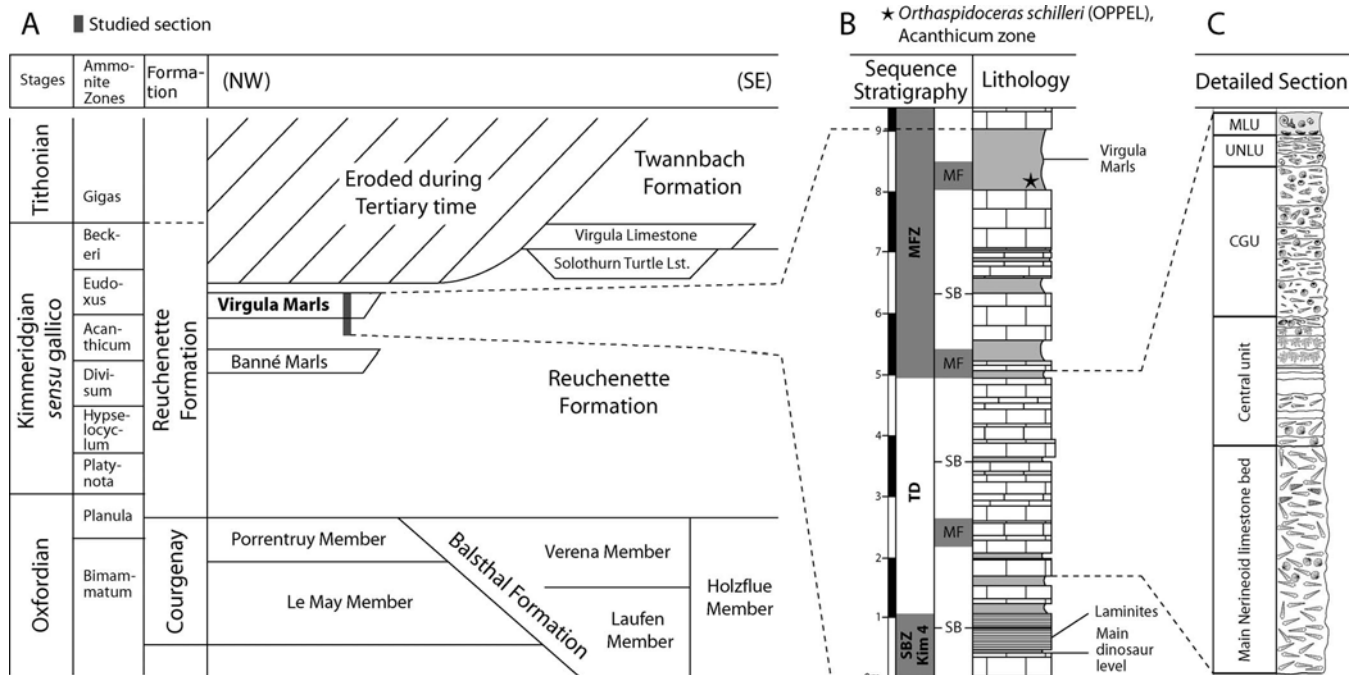 A
Studied section
Stages
Ammo-
nite
Zones
Forma-
tion
(NW)
(SE)
Tithonian
Kimmeridgian
sensu gallico
Oxfordian
Gigas
Beck-
eri
Eudo-
xus
Acan-
thicum
Divi-
sum
Hypse-
locyc-
lum
Platy-
nota
Planula
Bimam-
matum
Reuchenette
Formation
Courgenay
Eroded during
Tertiary time
Twannbach
Formation
Virgula Limestone
Solothurn Turtle Lst.
Virgula Marls
Banné Marls
Reuchenette
Formation
Porrentruy Member
Le May Member
Balsthal Formation
Verena Member
Laufen
Member
Holzflue
Member
B
★ Orthaspidoceras schilleri (OPPEL),
Acanthicum zone
Sequence
Stratigraphy
Lithology
9
8
7
6
5
4
3
2
1
MFZ
TD
SBZ
Kim 4
MF
SB
MF
SB
MF
SB
Virgula
Marls
Laminites
Main
dinosaur
level
C
Detailed Section
MLU
UNLU
CGU
Central unit
Main Nerineoid limestone bed